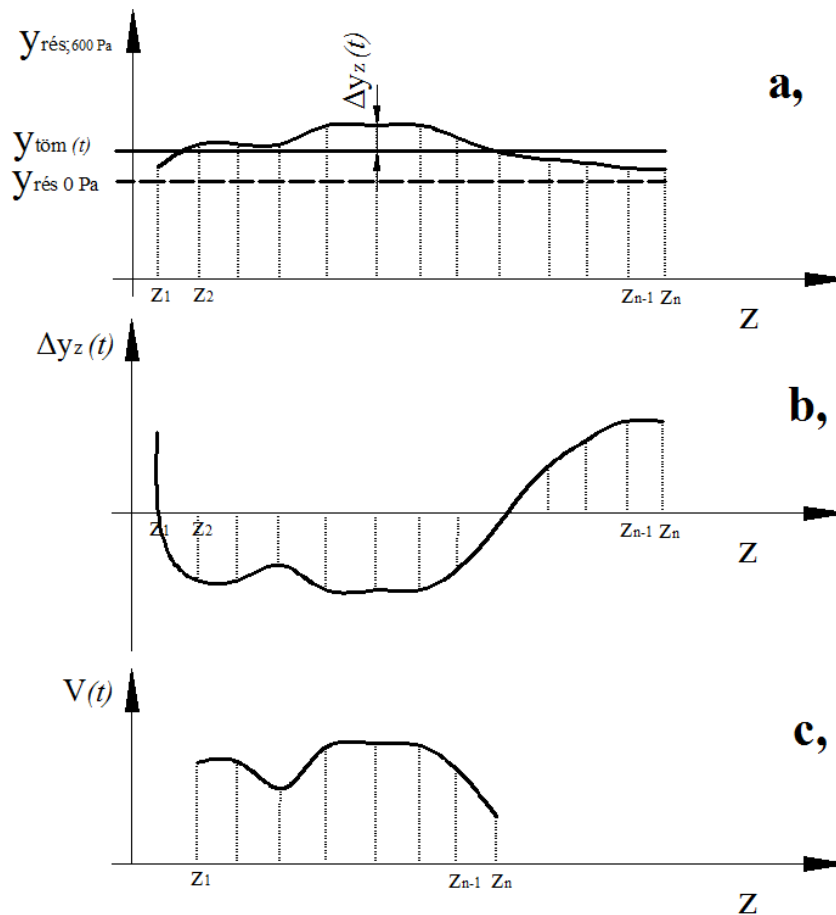 yrés;600 Pa
Δyz(t)
a,
ytöm (t)
yrés 0 Pa
z1 z2 zn-1 zn
z
Δyz(t)
b,
z1 z2 zn-1 zn
z
V(t)
c,
z1 zn-1 zn
z